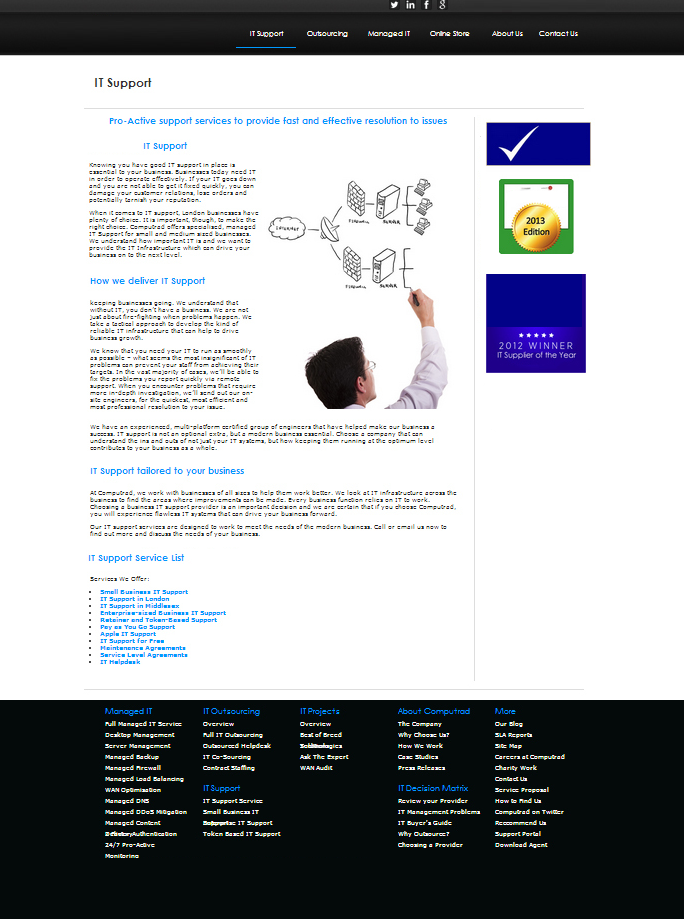 IT Support
Outsourcing
Managed IT
Online Store
About Us
Contact Us
IT Support
Pro-Active support services to provide fast and effective resolution to issues
IT Support
Knowing you have good IT support in place is
essential to your business. Businesses today need IT
in order to operate effectively. If your IT goes down
and you are not able to get it fixed quickly, you can
damage your customer relations, lose orders and
potentially tarnish your reputation.
When it comes to IT support, London businesses have
plenty of choice. It is important, though, to make the
right choice. Computrad offers specialised, managed
IT Support for small and medium sized businesses.
We understand how important IT is and we want to
provide the IT Infrastructure which can drive your
business on to the next level.
INTERNET
FIREWALL
SERVER
FIREWALL
SERVER
2013
Edition
2012 WINNER
IT Supplier of the Year
How we deliver IT Support
keeping businesses going. We understand that
without IT, you don't have a business. We are not
just about fire-fighting when problems happen. We
take a tactical approach to develop the kind of
reliable IT infrastructure that can help to drive
business growth.
We know that you need your IT to run as smoothly
as possible – what seems the most insignificant of IT
problems can prevent your staff from achieving their
targets. In the vast majority of cases, we'll be able to
fix the problems you report quickly via remote
support. When you encounter problems that require
more in-depth investigation, we'll send out our on-
site engineers, for the quickest, most efficient and
most professional resolution to your issue.
We have an experienced, multi-platform certified group of engineers that have helped make our business a
success. IT support is not an optional extra, but a modern business essential. Choose a company that can
understand the ins and outs of not just your IT systems, but how keeping them running at the optimum level
contributes to your business as a whole.
IT Support tailored to your business
At Computrad, we work with businesses of all sizes to help them work better. We look at IT infrastructure across the
business to find the areas where improvements can be made. Every business function relies on IT to work.
Choosing a business IT support provider is an important decision and we are certain that if you choose Computrad,
you will experience flawless IT systems that can drive your business forward.
Our IT support services are designed to work to meet the needs of the modern business. Call or email us now to
find out more and discuss the needs of your business.
IT Support Service List
Services We Offer:
Small Business IT Support
IT Support in London
IT Support in Middlesex
Enterprise-sized Business IT Support
Retainer and Token-Based Support
Pay as You Go Support
Apple IT Support
IT Support for Free
Maintenance Agreements
Service Level Agreements
IT Helpdesk
Managed IT
Full Managed IT Service
Desktop Management
Server Management
Managed Backup
Managed Firewall
Managed Load Balancing
WAN Optimisation
Managed DNS
Managed DDoS Mitigation
Managed Content
Authentication
24/7 Pro-Active
Monitoring
IT Outsourcing
Overview
Full IT Outsourcing
Outsourced Helpdesk
IT Co-Sourcing
Contract Staffing
IT Support
IT Support Service
Small Business IT
IT Support
Token Based IT Support
IT Projects
Overview
Best of Breed
Ask The Expert
WAN Audit
About Computrad
The Company
Why Choose Us?
How We Work
Case Studies
Press Releases
IT Decision Matrix
Review your Provider
IT Management Problems
IT Buyer's Guide
Why Outsource?
Choosing a Provider
More
Our Blog
SLA Reports
Site Map
Careers at Computrad
Charity Work
Contact Us
Service Proposal
How to Find Us
Computrad on Twitter
Reccomend Us
Support Portal
Download Agent